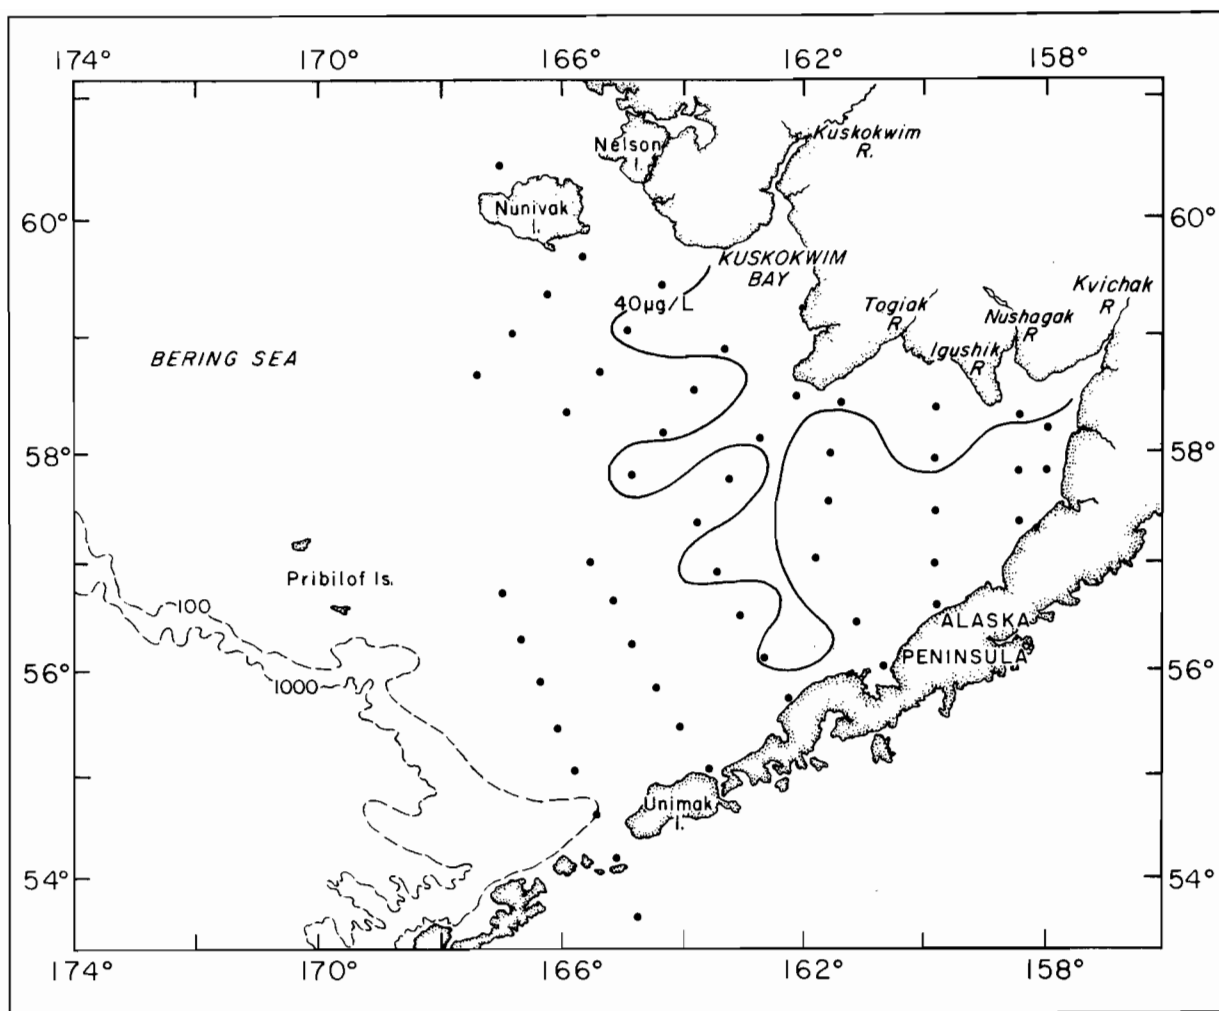 174° 170° 166° 162° 158°
Nelson
I.
Kuskokwim
R.
Nunivak
I.
60° 60°
KUSKOKWIM
BAY
Kvichak
R
40µg/L
Togiak
R
Nushagak
R
Igushik
R
BERING SEA
58° 58°
Pribilof Is.
100
ALASKA
PENINSULA
56° 56°
1000
Unimak
I.
54° 54°
174° 170° 166° 162° 158°